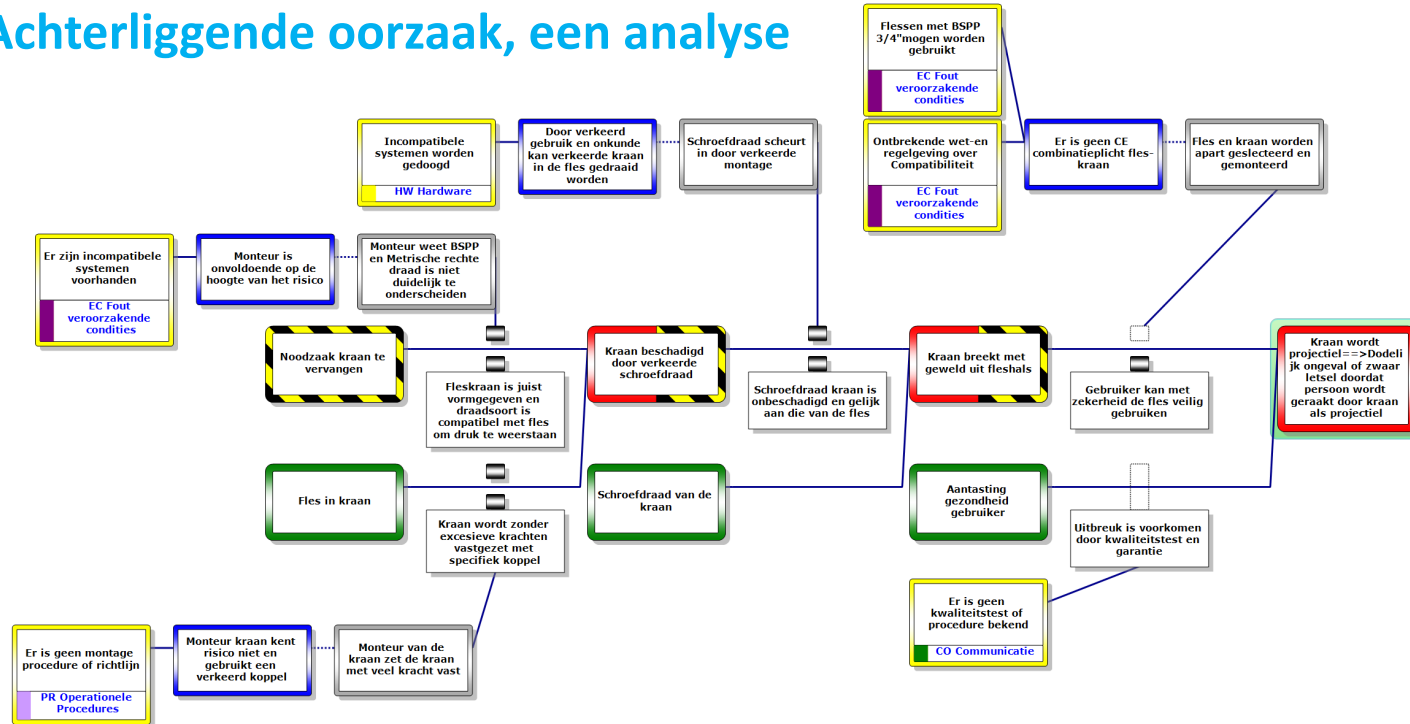 Achterliggende oorzaak, een analyse
Flessen met BSPP
3/4"mogen worden
gebruikt
EC Fout
veroorzakende
condities
Incompatibele
systemen worden
gedoogd
HW Hardware
Door verkeerd
gebruik en onkunde
kan verkeerde kraan
in de fles gedraaid
worden
Schroefdraad scheurt
in door verkeerde
montage
Ontbrekende wet-en
regelgeving over
Compatibiliteit
EC Fout
veroorzakende
condities
Er is geen CE
combinatieplicht fles-
kraan
Fles en kraan worden
apart geslecteerd en
gemonteerd
Er zijn incompatibele
systemen
voorhanden
EC Fout
veroorzakende
condities
Monteur is
onvoldoende op de
hoogte van het risico
Monteur weet BSPP
en Metrische rechte
draad is niet
duidelijk te
onderscheiden
Noodzaak kraan te
vervangen
Kraan beschadigd
door verkeerde
schroefdraad
Kraan breekt met
geweld uit fleshals
Kraan wordt
projectiel==>Dodeli
jk ongeval of zwaar
letsel doordat
persoon wordt
geraakt door kraan
als projectiel
Fleskraan is juist
vormgegeven en
draadsoort is
compatibel met fles
om druk te weerstaan
Schroefdraad kraan is
onbeschadigd en gelijk
aan die van de fles
Gebruiker kan met
zekerheid de fles veilig
gebruiken
Fles in kraan
Schroefdraad van de
kraan
Aantasting
gezondheid
gebruiker
Kraan wordt zonder
excesieve krachten
vastgezet met
specifiek koppel
Uitbreuk is voorkomen
door kwaliteitstest en
garantie
Er is geen
kwaliteitstest of
procedure bekend
CO Communicatie
Er is geen montage
procedure of richtlijn
PR Operationele
Procedures
Monteur kraan kent
risico niet en
gebruikt een
verkeerd koppel
Monteur van de
kraan zet de kraan
met veel kracht vast